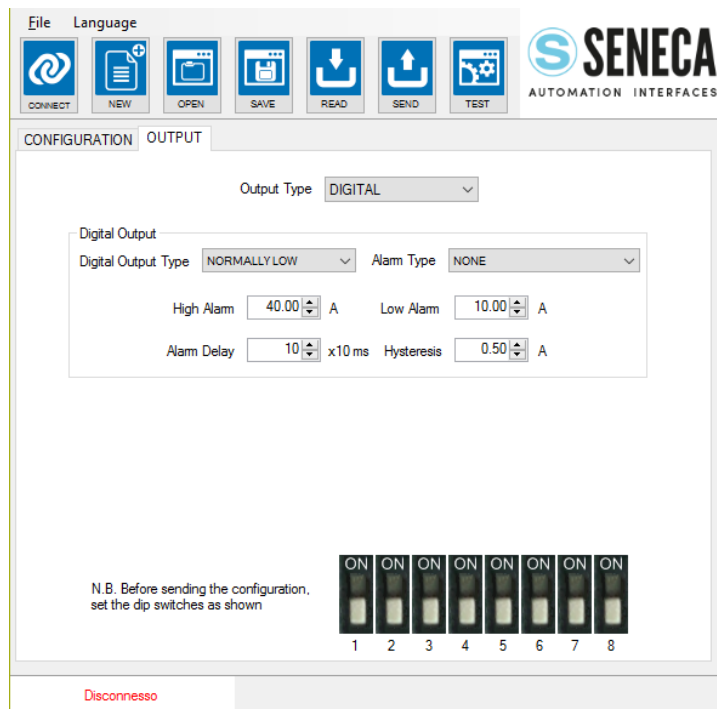 File Language
S SENECA
AUTOMATION INTERFACES
CONNECT NEW OPEN SAVE READ SEND TEST
CONFIGURATION OUTPUT
Output Type DIGITAL
Digital Output
Digital Output Type NORMALLY LOW Alarm Type NONE
High Alarm 40.00 A Low Alarm 10.00 A
Alarm Delay 10 x10 ms Hysteresis 0.50 A
ON ON ON ON ON ON ON ON
N.B. Before sending the configuration,
set the dip switches as shown
1 2 3 4 5 6 7 8
Disconnesso